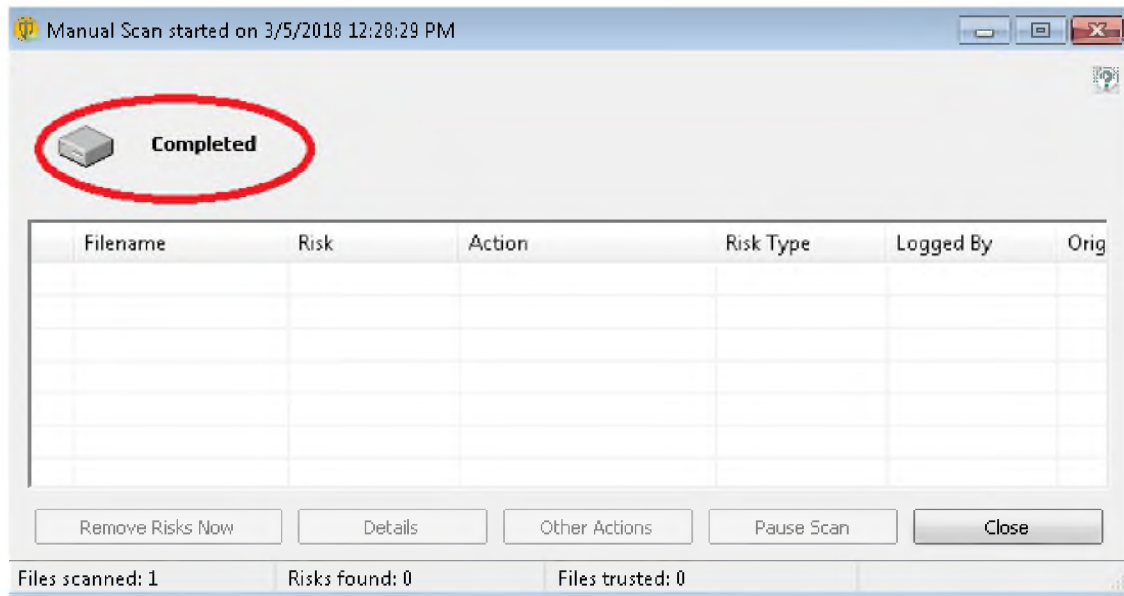 Manual Scan started on 3/5/2018 12:28:29 PM
Completed
Filename Risk Action Risk Type Logged By Orig
Remove Risks Now Details Other Actions Pause Scan Close
Files scanned: 1 Risks found: 0 Files trusted: 0